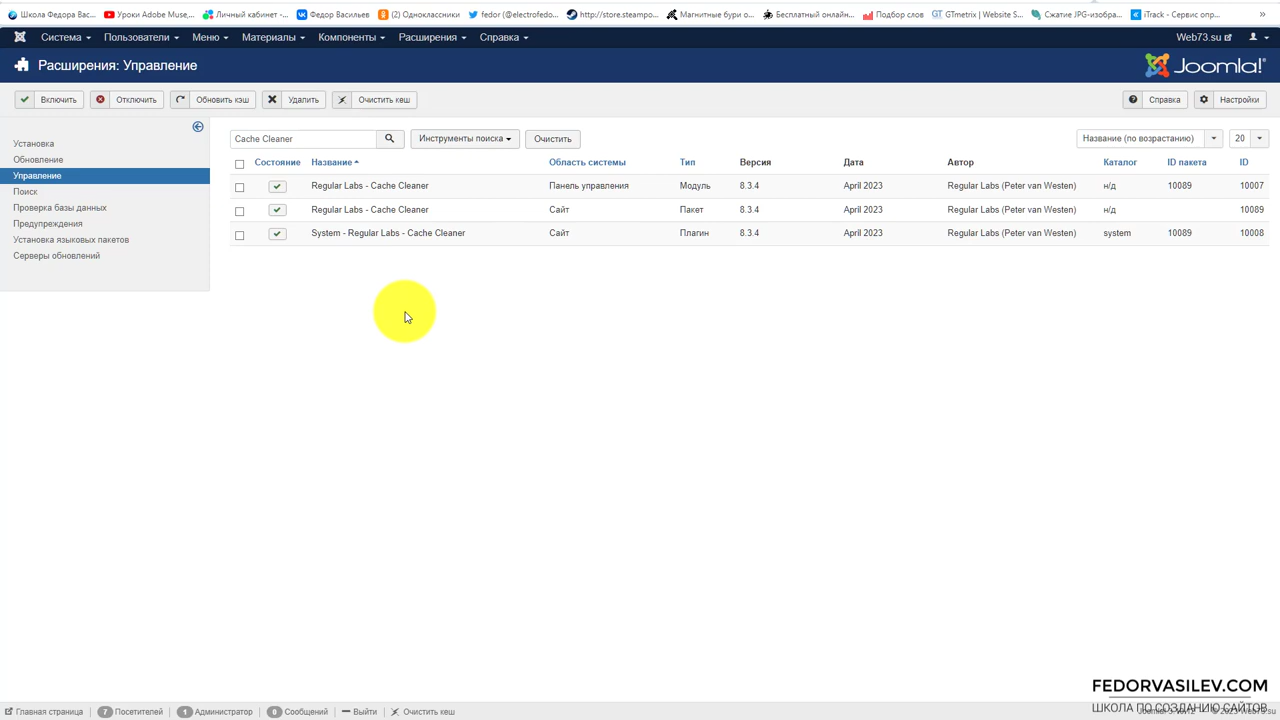 Школа Федора Вас...
Уроки Adobe Muse,...
Личный кабинет -...
Федор Васильев
(2) Одноклассники
fedor (@electrofedo...
http://store.steampo...
Магнитные бури о...
Бесплатный онлайн...
Подбор слов
GTmetrix | Website S...
Сжатие JPG-изобра...
iTrack - Сервис опр...
»
Система
Пользователи
Меню
Материалы
Компоненты
Расширения
Справка
Web73.su
Расширения: Управление
Joomla!
Включить
Отключить
Обновить кэш
Удалить
Очистить кеш
Справка
Настройки
Установка
Обновление
Управление
Поиск
Проверка базы данных
Предупреждения
Установка языковых пакетов
Серверы обновлений
Cache Cleaner
Инструменты поиска
Очистить
Название (по возрастанию)
20
Состояние Название Область системы Тип Версия Дата Автор Каталог ID пакета ID
Regular Labs - Cache Cleaner Панель управления Модуль 8.3.4 April 2023 Regular Labs (Peter van Westen) н/д 10089 10007
Regular Labs - Cache Cleaner Сайт Пакет 8.3.4 April 2023 Regular Labs (Peter van Westen) н/д 10089
System - Regular Labs - Cache Cleaner Сайт Плагин 8.3.4 April 2023 Regular Labs (Peter van Westen) system 10089 10008
FEDORVASILEV.COM
ШКОЛА ПО СОЗДАНИЮ САЙТОВ
Главная страница
7 Посетителей
1 Администратор
0 Сообщений
Выйти
Очистить кеш